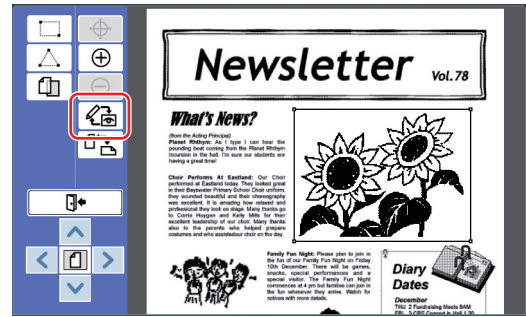 Newsletter Vol. 78
What's News?
(from the Acting Principal)
Planet Rhthym: As I type I can hear the
pounding beat coming from the Planet Rhthym
Incursion in the hall. I'm sure our students are
having a great time!
Choir Performs At Eastland: Our Choir
performed at Eastland today. They looked great
in their Bayswater Primary School Choir uniform,
they sounded beautiful and their choreography
was excellent. It is amazing how relaxed and
professional they look on stage. Many thanks go
to Corrie Huygen and Kelly Mills for their
excellent leadership of our choir. Many thanks
also to the parents who helped prepare
costumes and who assisted our choir on the day.
Family Fun Night: Please plan to join in
the fun of our Family Fun Night on Friday
10th December. There will be games,
snacks, special performances and a
special visitor. The Family Fun Night
commences at 4 pm but families can join in
the fun whenever they arrive. Watch for
notices with more details.
Diary
Dates
December
THU 2 Fundraising Meets 9AM